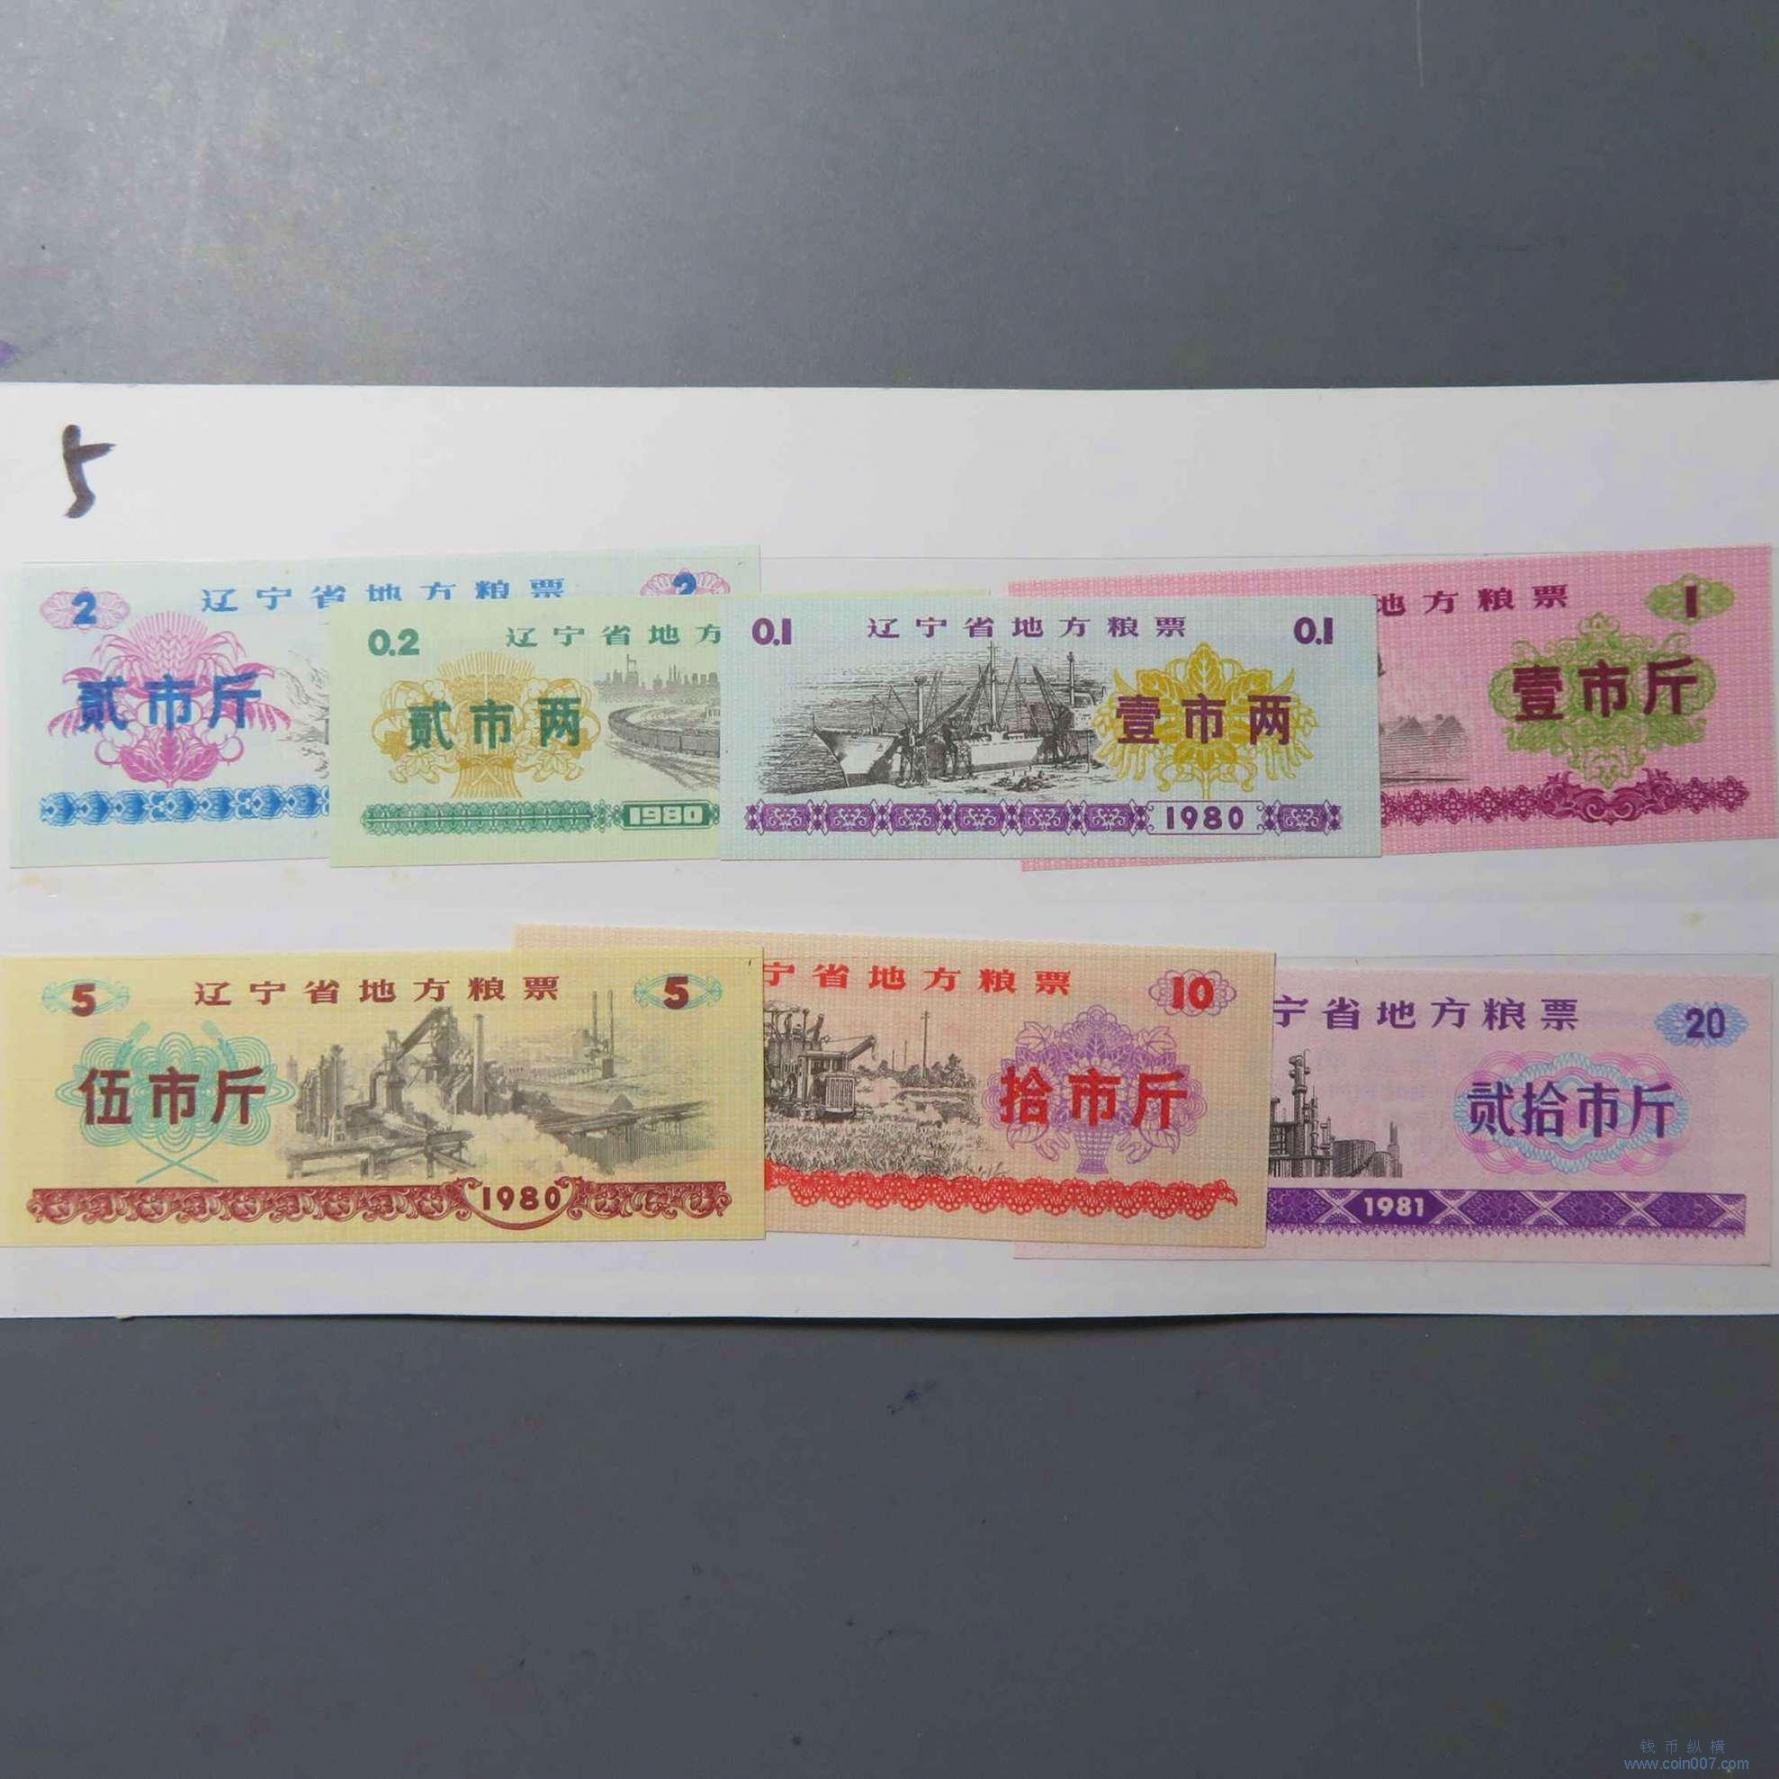 5
2 辽宁省地方粮票 2
贰市斤
0.2 辽宁省地方
贰市两
1980
0.1 辽宁省地方粮票 0.1
壹市两
1980
地方粮票 1
壹市斤
5 辽宁省地方粮票 5
伍市斤
1980
宁省地方粮票 10
拾市斤
宁省地方粮票 20
贰拾市斤
1981
钱币纵横
www.coin007.com